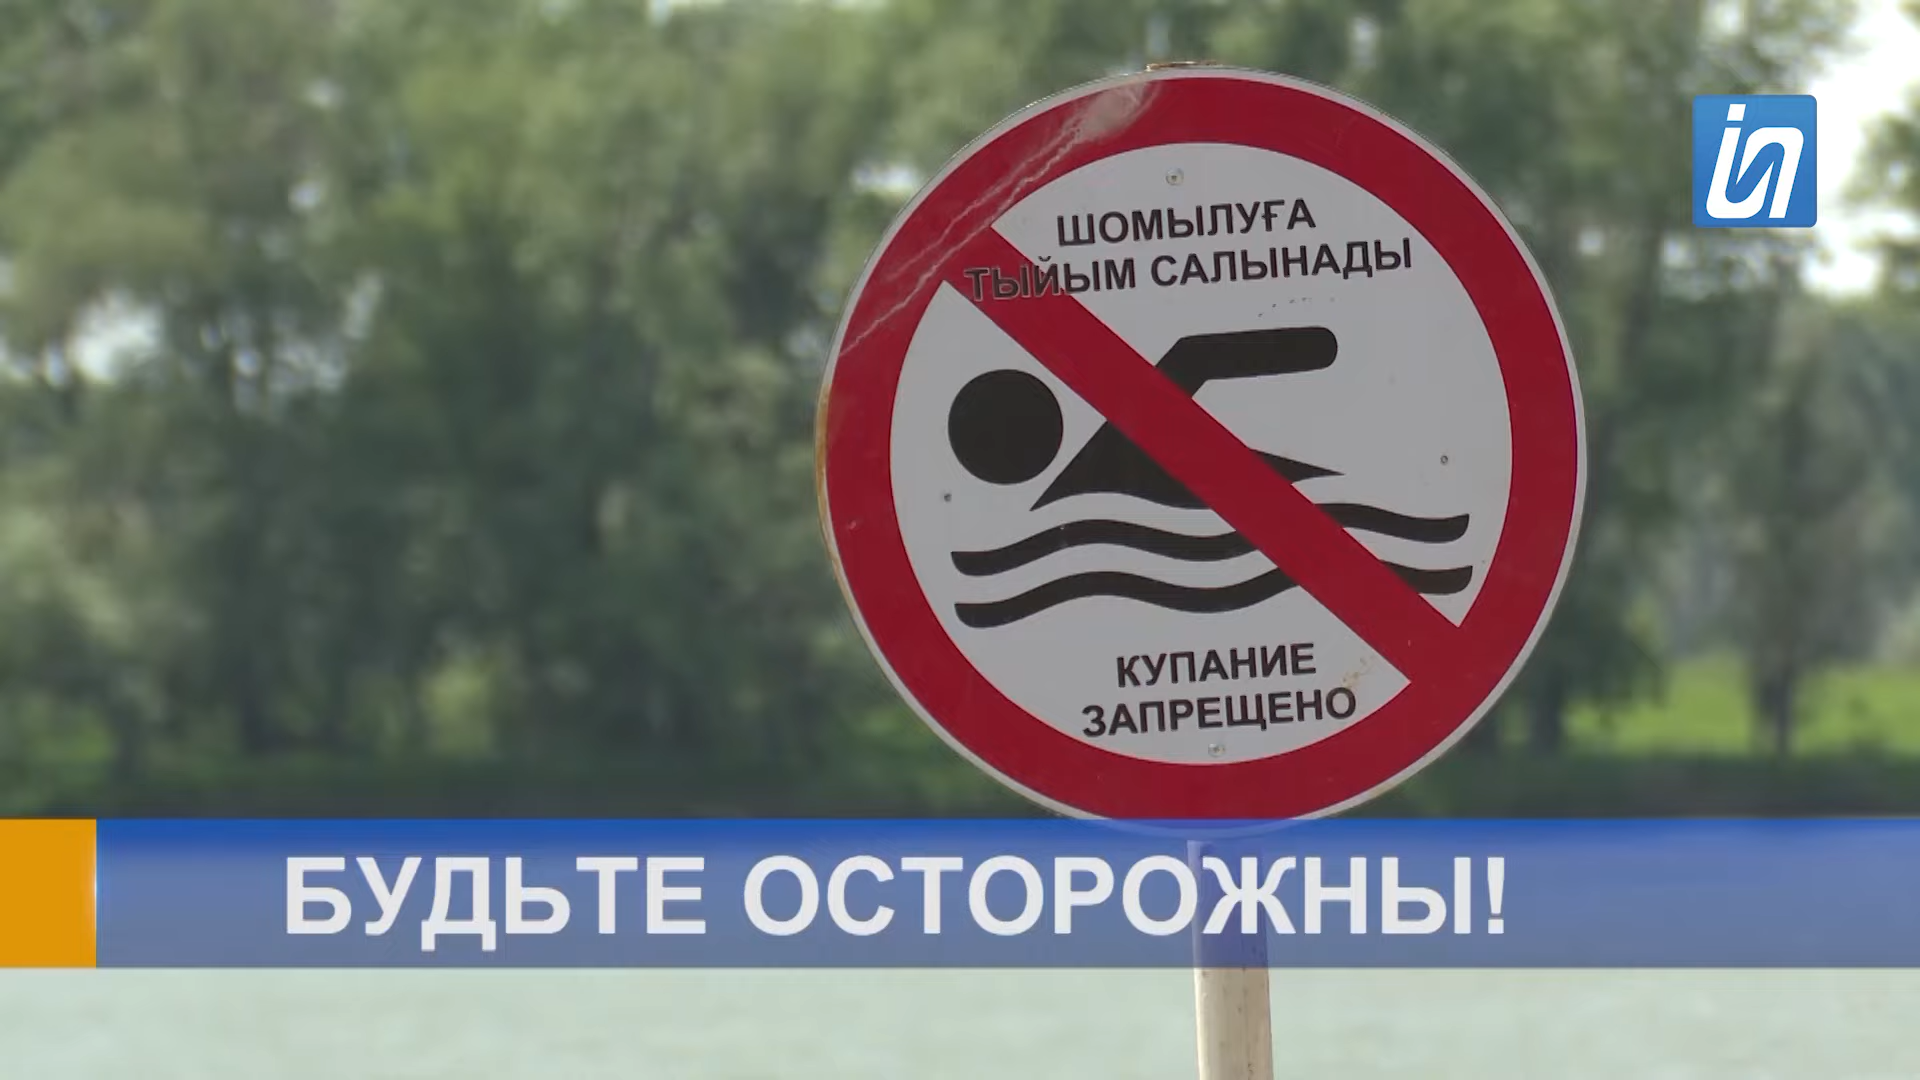 ШОМЫЛУҒА
ТЫЙЫМ САЛЫНАДЫ
КУПАНИЕ
ЗАПРЕЩЕНО
БУДЬТЕ ОСТОРОЖНЫ!